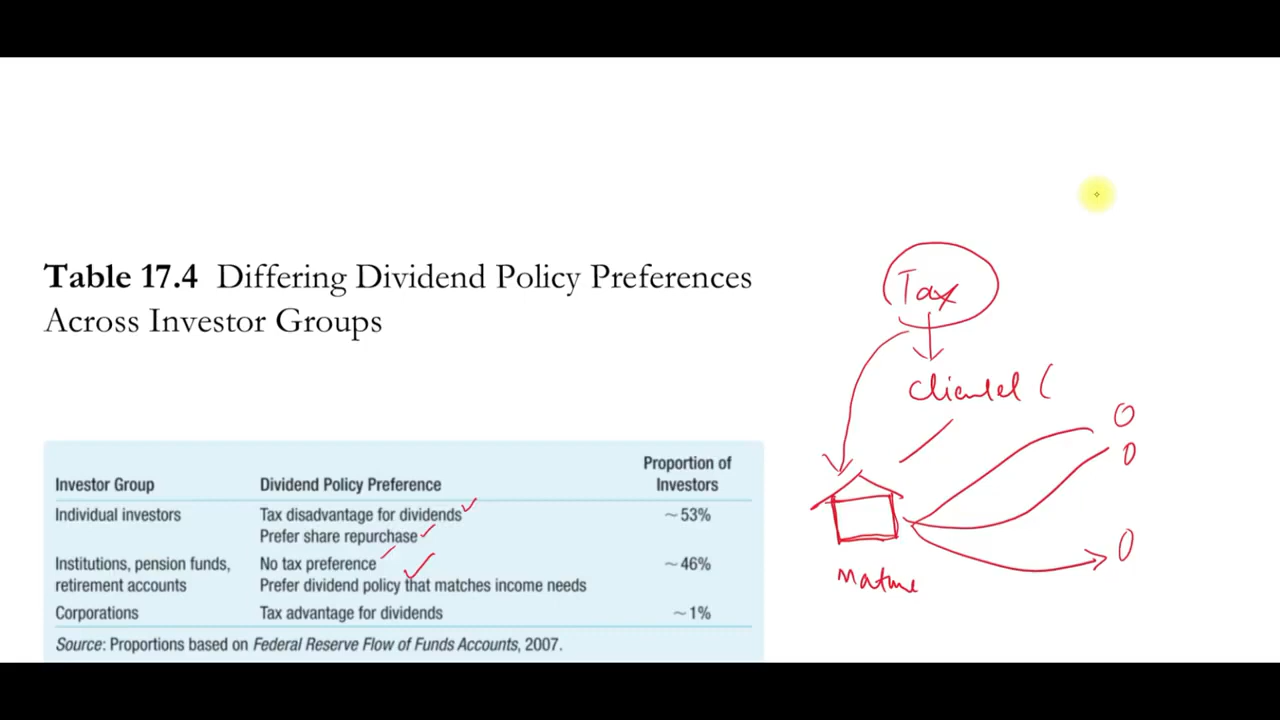 Table 17.4 Differing Dividend Policy Preferences
Across Investor Groups
Investor Group Dividend Policy Preference Proportion of Investors
Individual investors Tax disadvantage for dividends ~53%
Prefer share repurchase
Institutions, pension funds, No tax preference ~46%
retirement accounts Prefer dividend policy that matches income needs
Corporations Tax advantage for dividends ~1%
Source: Proportions based on Federal Reserve Flow of Funds Accounts, 2007.
Tax
Clientel (
0
0
0
Mature